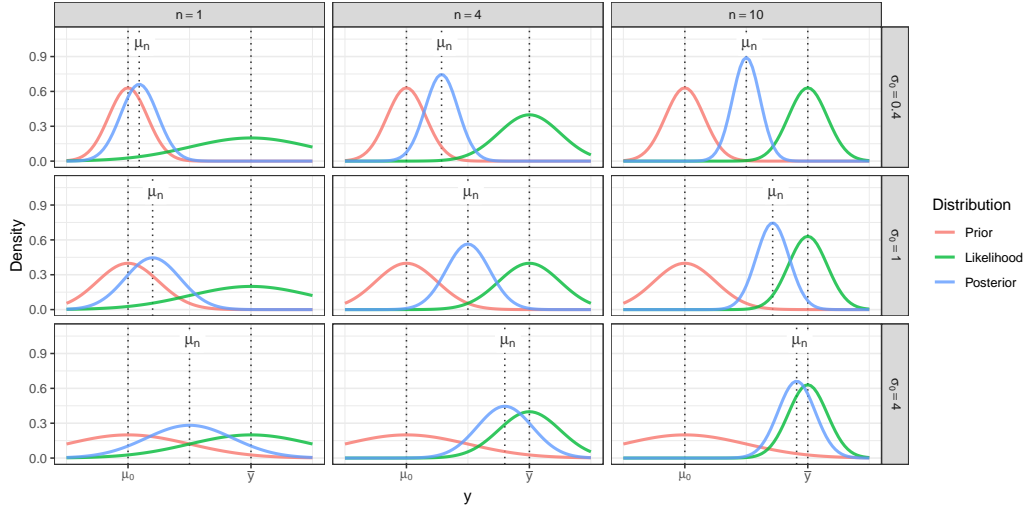 n = 1
n = 4
n = 10
μₙ
μₙ
μₙ
0.9
0.6
0.3
0.0
σ₀ = 0.4
μₙ
μₙ
μₙ
0.9
0.6
0.3
0.0
σ₀ = 1
μₙ
μₙ
μₙ
0.9
0.6
0.3
0.0
σ₀ = 4
μ₀ ȳ
μ₀ ȳ
μ₀ ȳ
y
Density
Distribution
Prior
Likelihood
Posterior